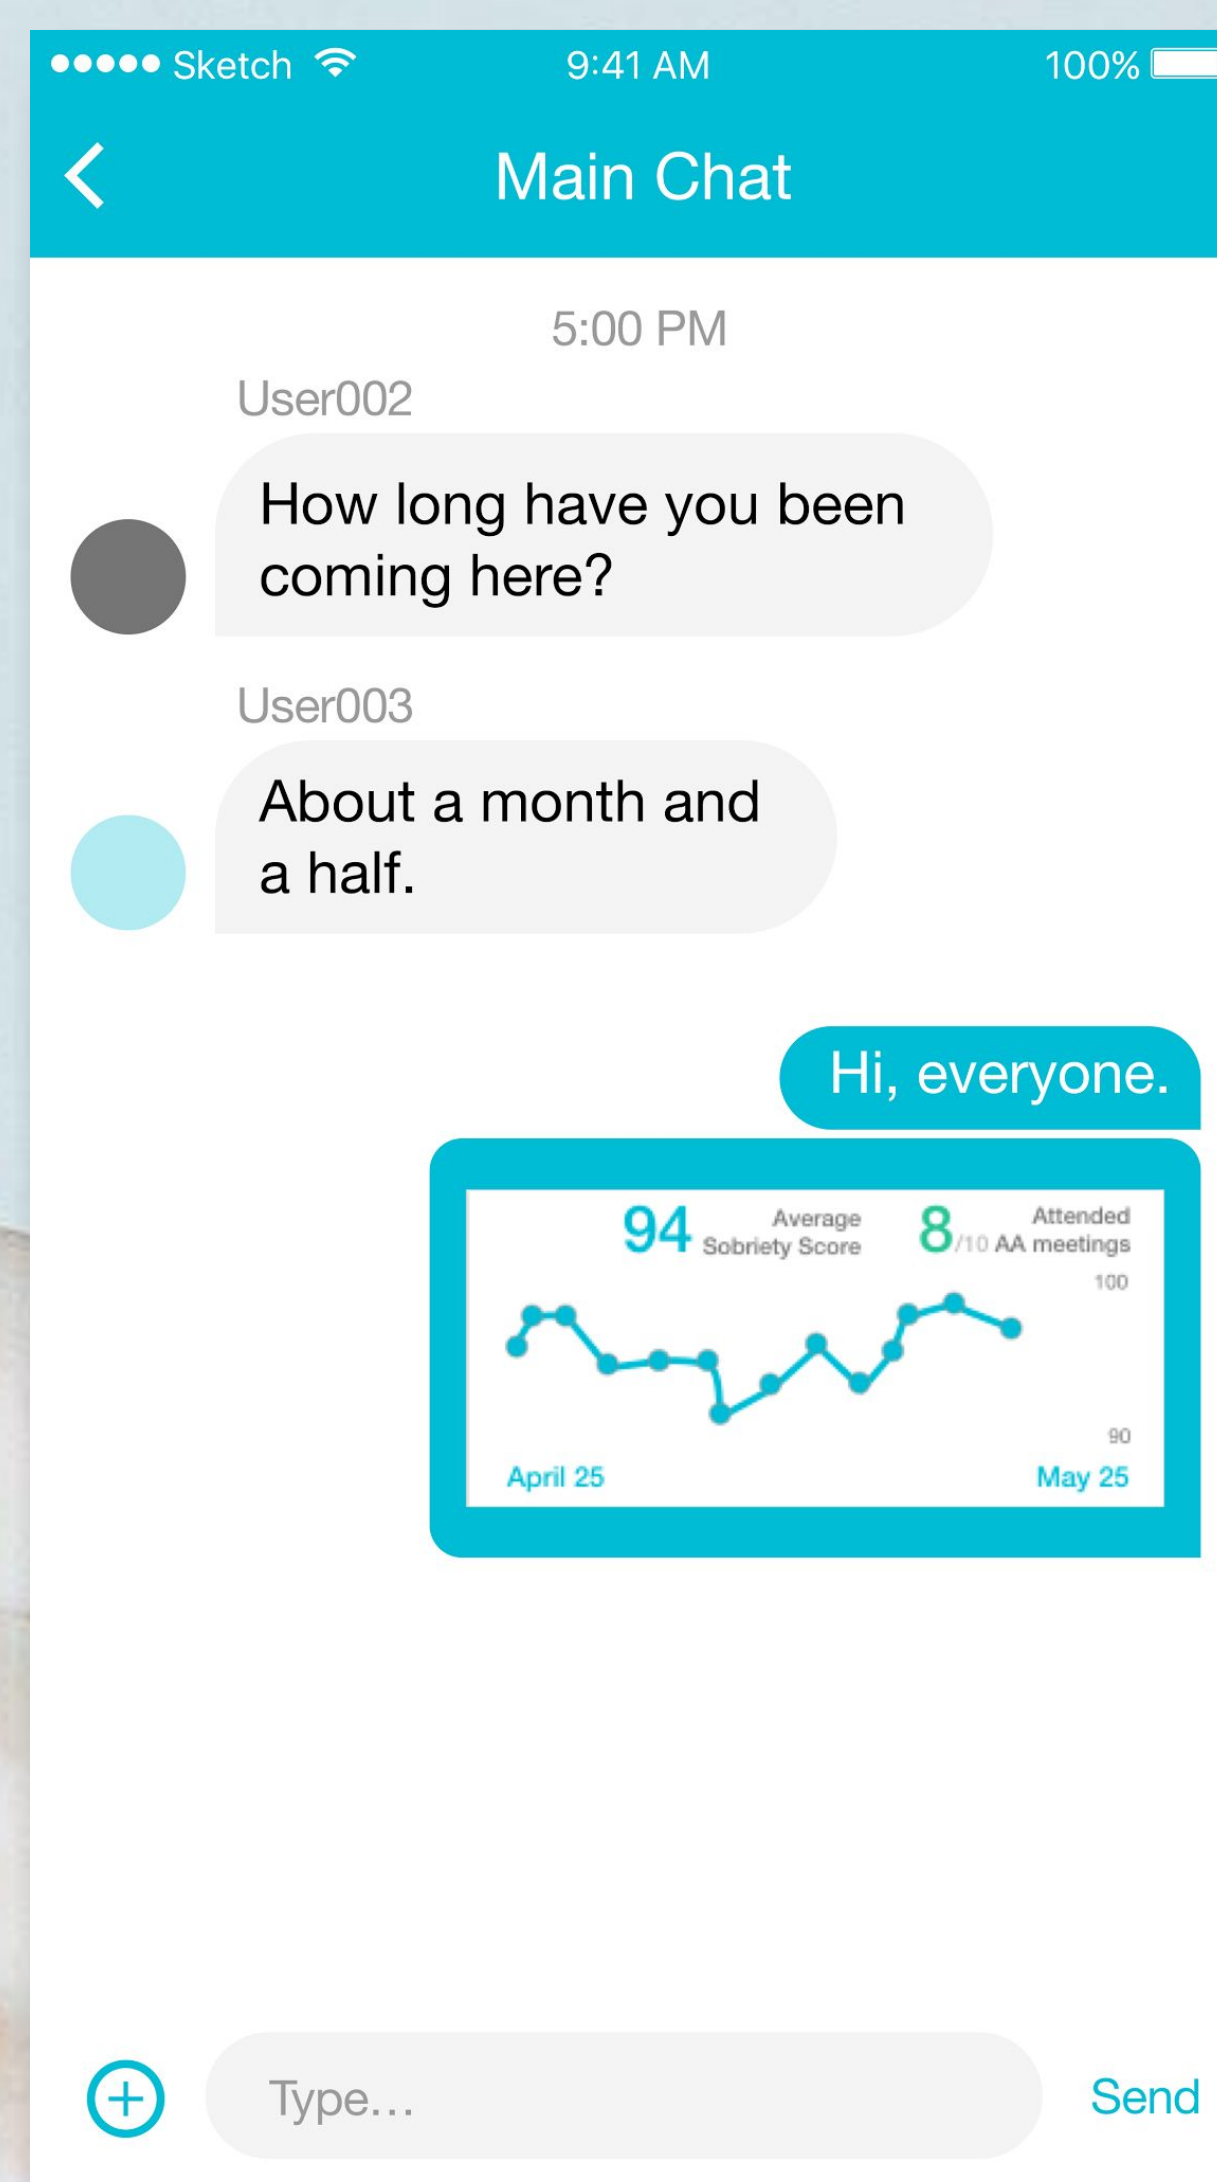 Sketch 9:41 AM 100%
Main Chat
5:00 PM
User002
How long have you been
coming here?
User003
About a month and
a half.
Hi, everyone.
94 Average
Sobriety Score
8/10 Attended
AA meetings
100
90
April 25 May 25
Type...
Send